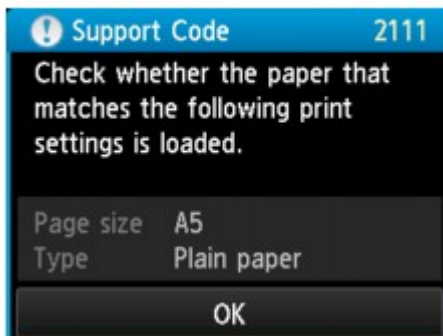 Support Code 2111
Check whether the paper that
matches the following print
settings is loaded.
Page size A5
Type Plain paper
OK